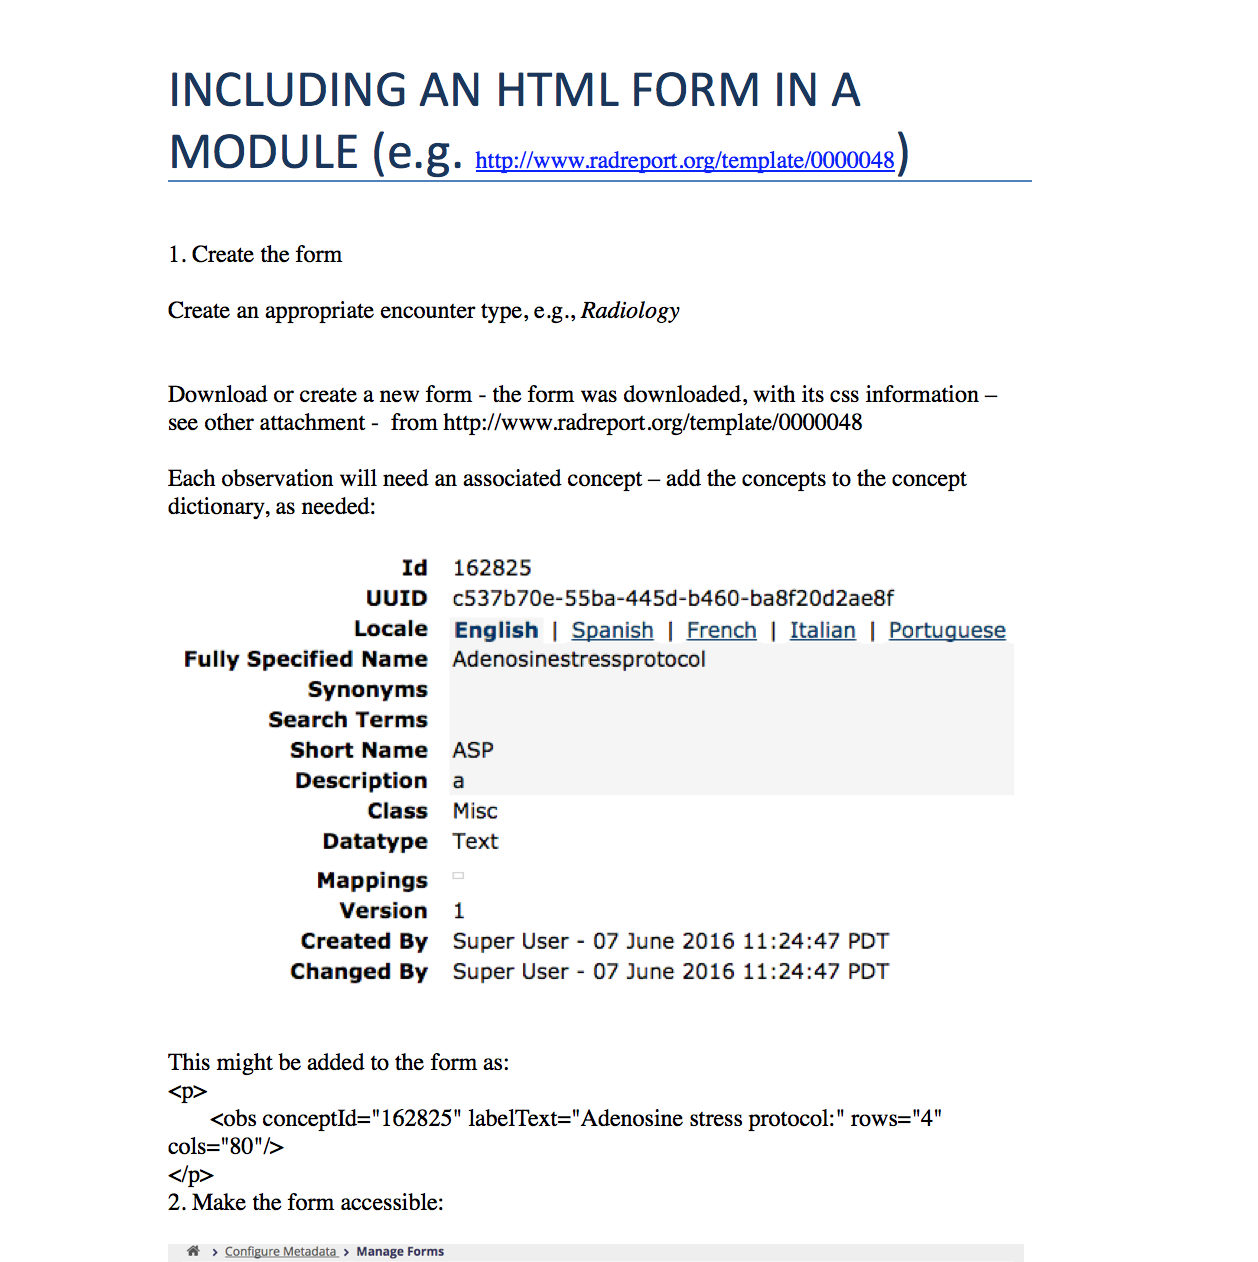 INCLUDING AN HTML FORM IN A
MODULE (e.g. http://www.radreport.org/template/0000048)
1. Create the form
Create an appropriate encounter type, e.g., Radiology
Download or create a new form - the form was downloaded, with its css information –
see other attachment -  from http://www.radreport.org/template/0000048
Each observation will need an associated concept – add the concepts to the concept
dictionary, as needed:
Id 162825
UUID c537b70e-55ba-445d-b460-ba8f20d2ae8f
Locale English | Spanish | French | Italian | Portuguese
Fully Specified Name Adenosinestressprotocol
Synonyms
Search Terms
Short Name ASP
Description a
Class Misc
Datatype Text
Mappings
Version 1
Created By Super User - 07 June 2016 11:24:47 PDT
Changed By Super User - 07 June 2016 11:24:47 PDT
This might be added to the form as:
<p>
<obs conceptId="162825" labelText="Adenosine stress protocol:" rows="4"
cols="80"/>
</p>
2. Make the form accessible:
> Configure Metadata > Manage Forms